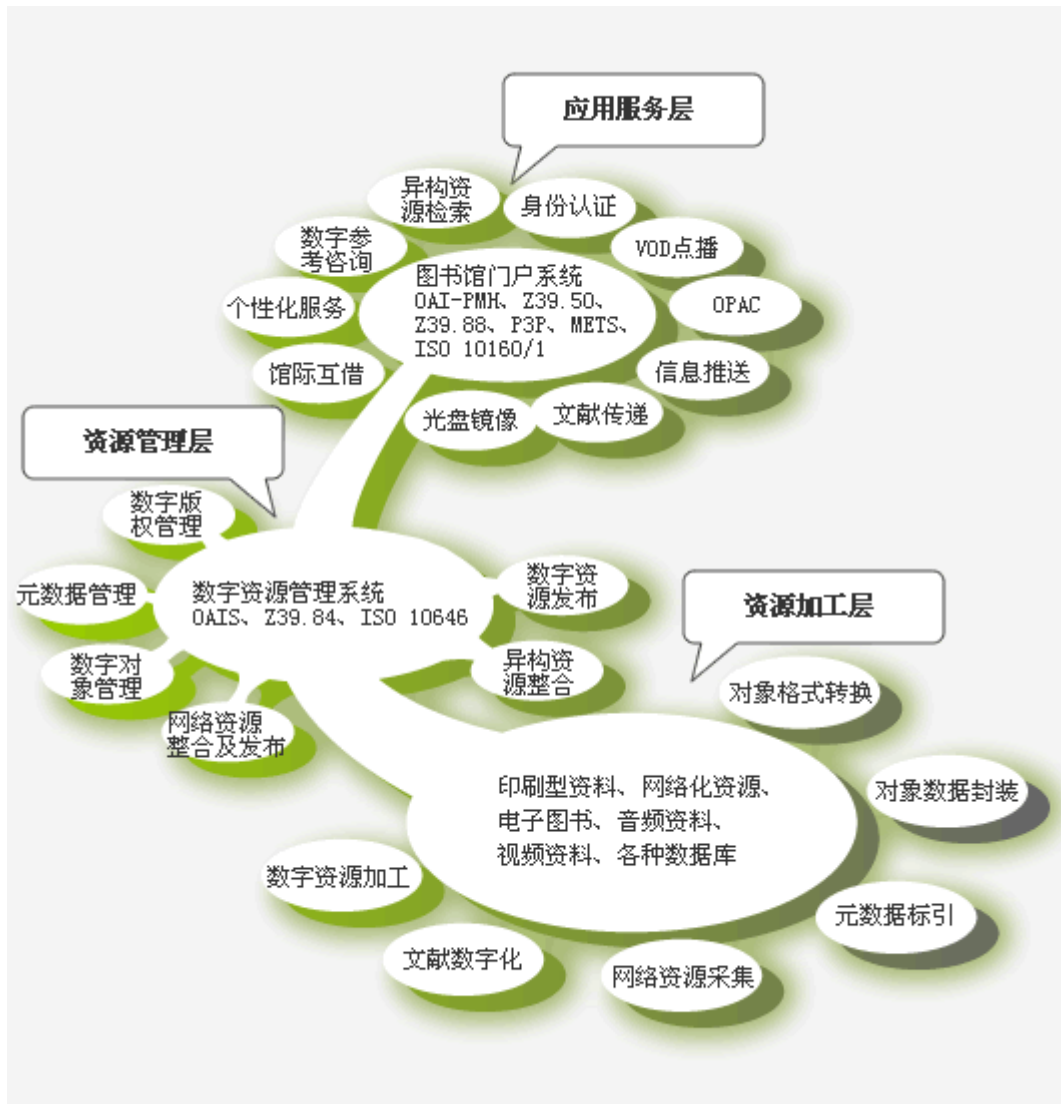 应用服务层
异构资
源检索
身份认证
数字参
考咨询
VOD点播
图书馆门户系统
OAI-PMH、Z39.50、
Z39.88、P3P、METS、
ISO 10160/1
个性化服务
OPAC
馆际互借
信息推送
光盘镜像
文献传递
资源管理层
数字版
权管理
元数据管理
数字资源管理系统
OAIS、Z39.84、ISO 10646
数字资
源发布
数字对
象管理
异构资
源整合
网络资源
整合及发布
资源加工层
对象格式转换
印刷型资料、网络化资源、
电子图书、音频资料、
视频资料、各种数据库
对象数据封装
数字资源加工
元数据标引
文献数字化
网络资源采集